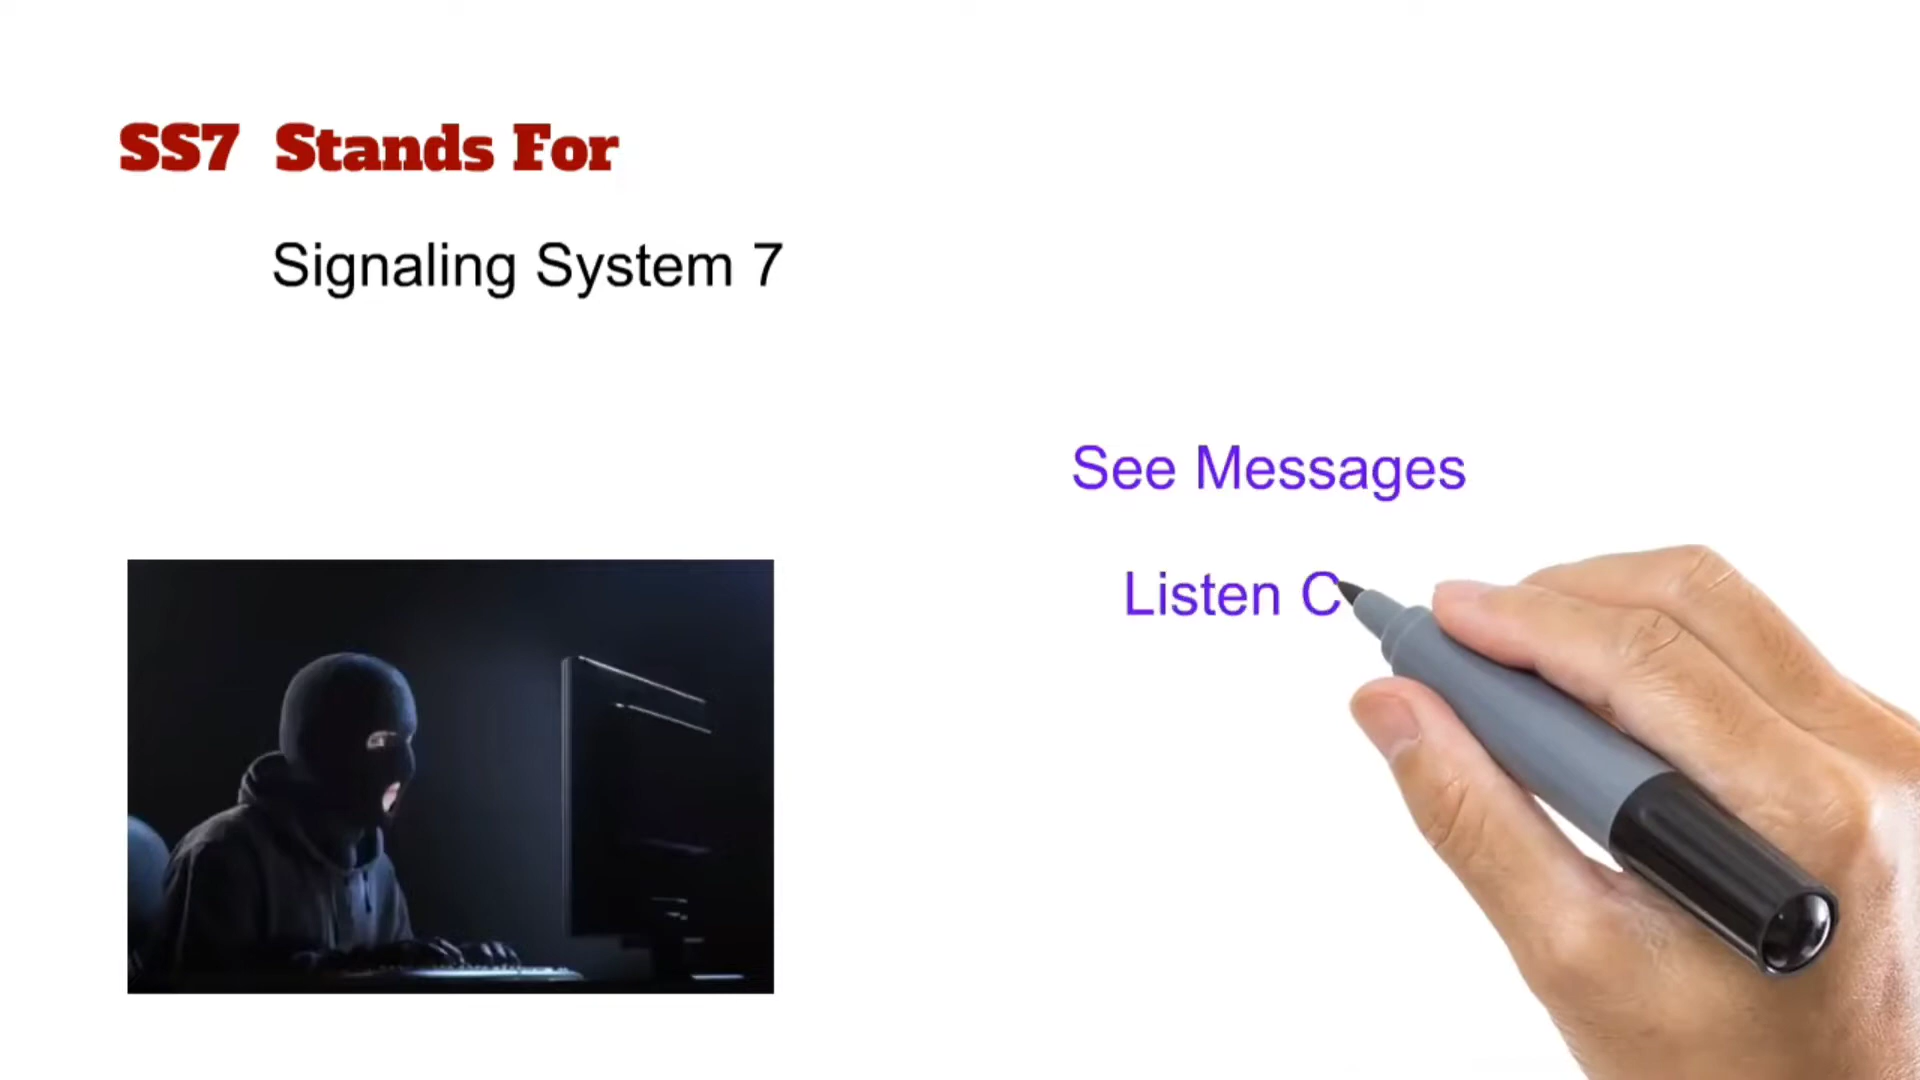 SS7 Stands For
Signaling System 7
See Messages
Listen C